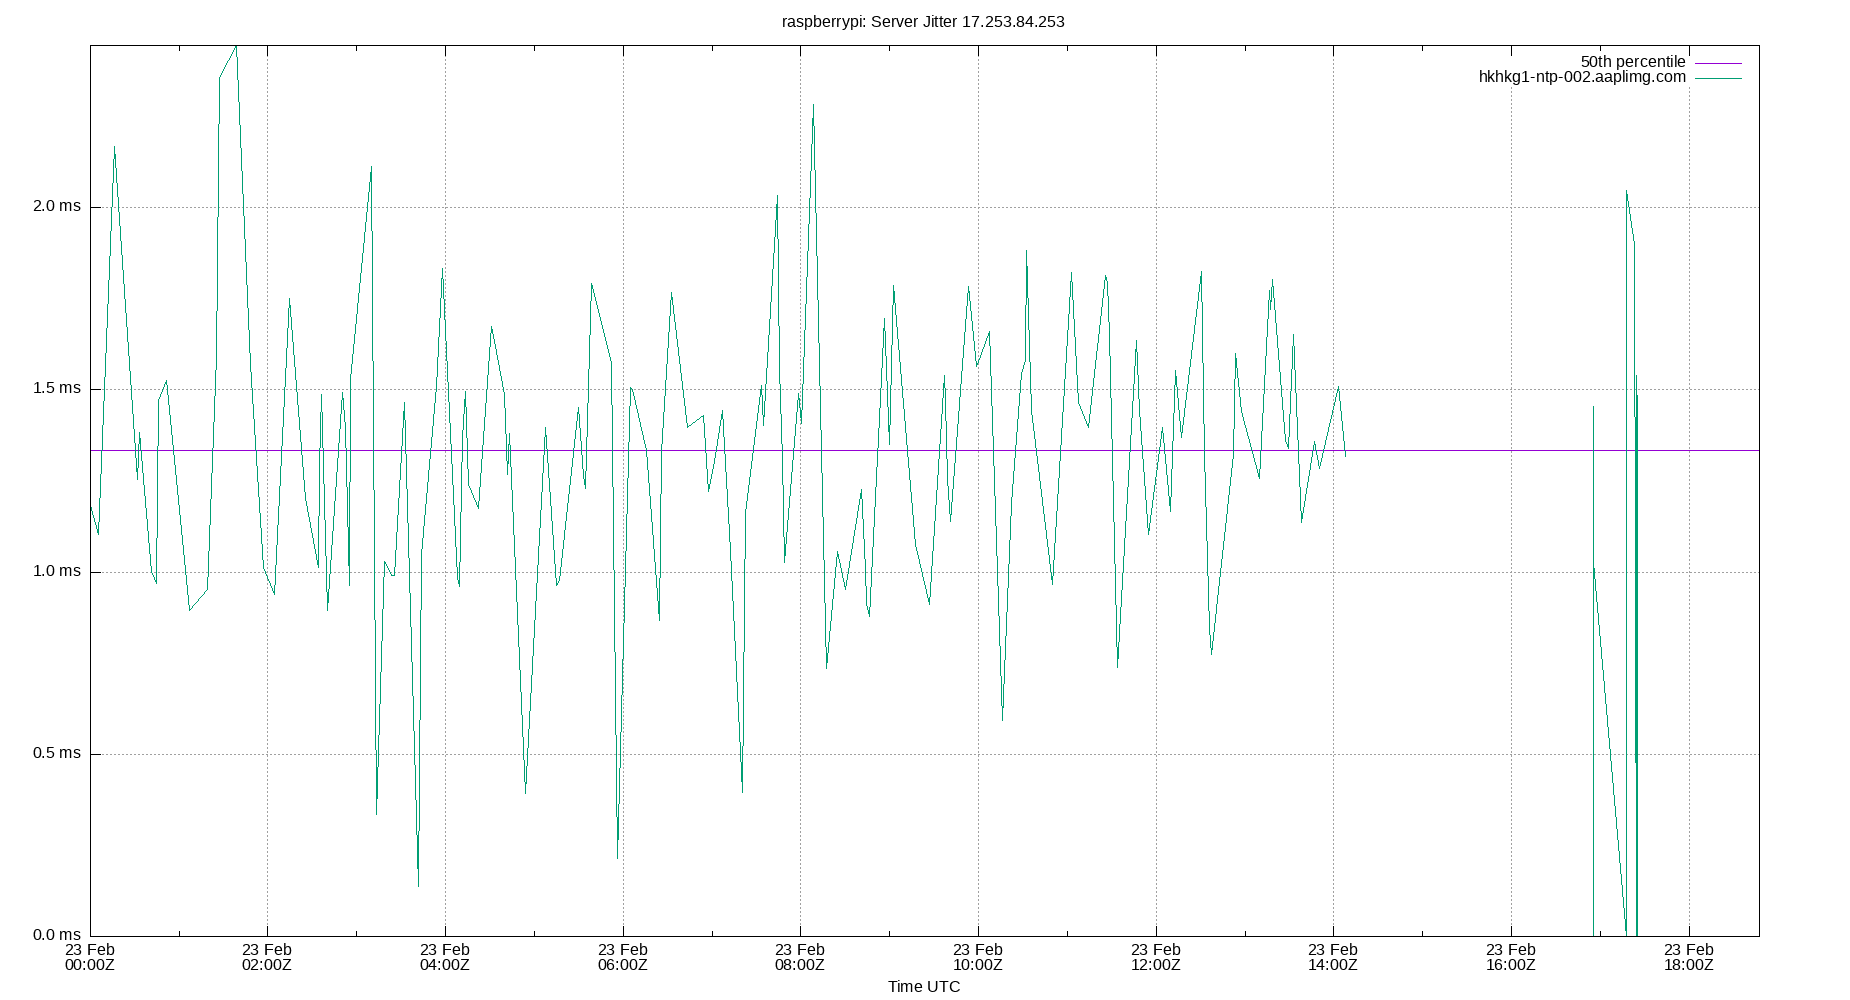 raspberrypi: Server Jitter 17.253.84.253
50th percentile
hkhkg1-ntp-002.aaplimg.com
2.0 ms
1.5 ms
1.0 ms
0.5 ms
0.0 ms
23 Feb 23 Feb 23 Feb 23 Feb 23 Feb 23 Feb 23 Feb 23 Feb 23 Feb 23 Feb
00:00Z 02:00Z 04:00Z 06:00Z 08:00Z 10:00Z 12:00Z 14:00Z 16:00Z 18:00Z
Time UTC